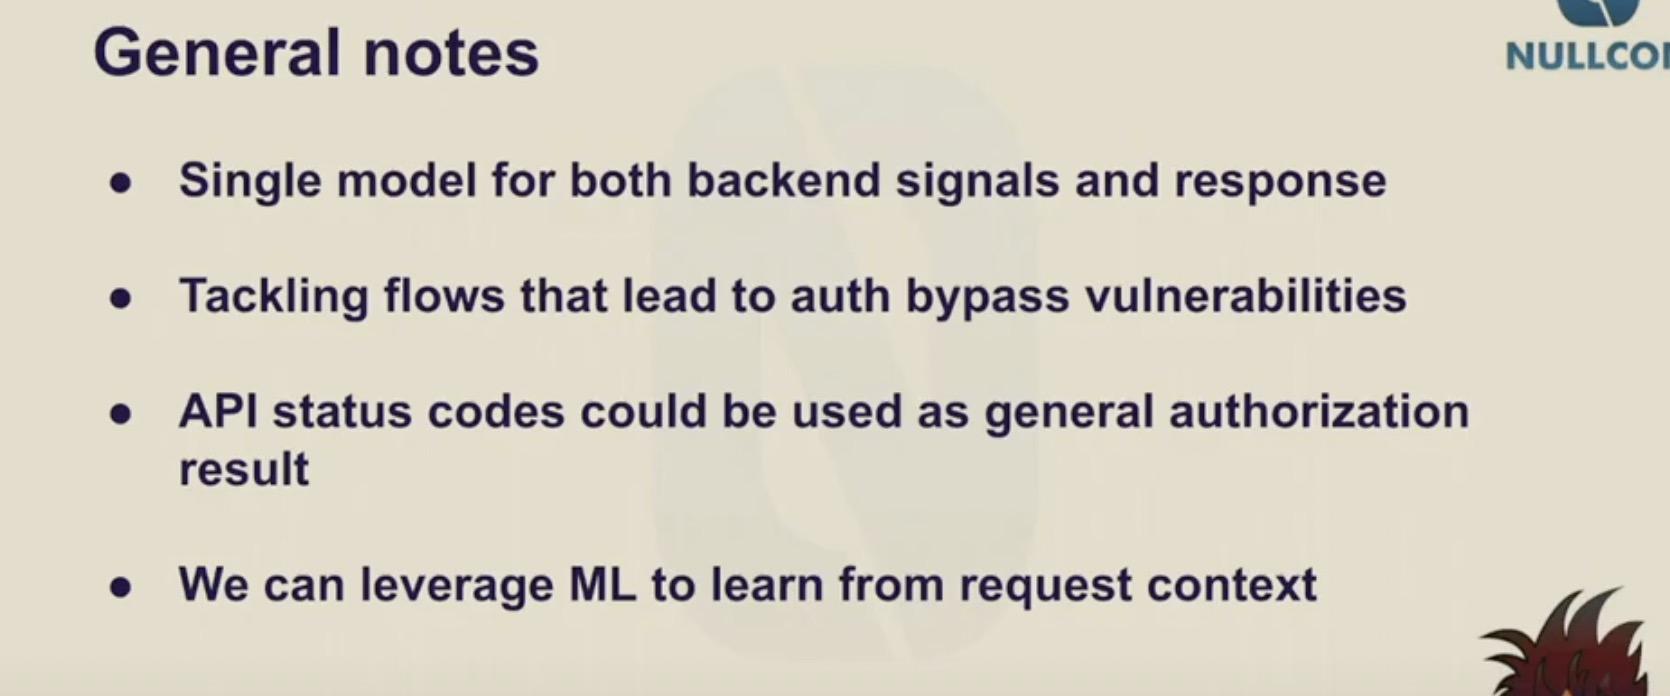 General notes
NULLCO
● Single model for both backend signals and response
● Tackling flows that lead to auth bypass vulnerabilities
● API status codes could be used as general authorization
result
● We can leverage ML to learn from request context